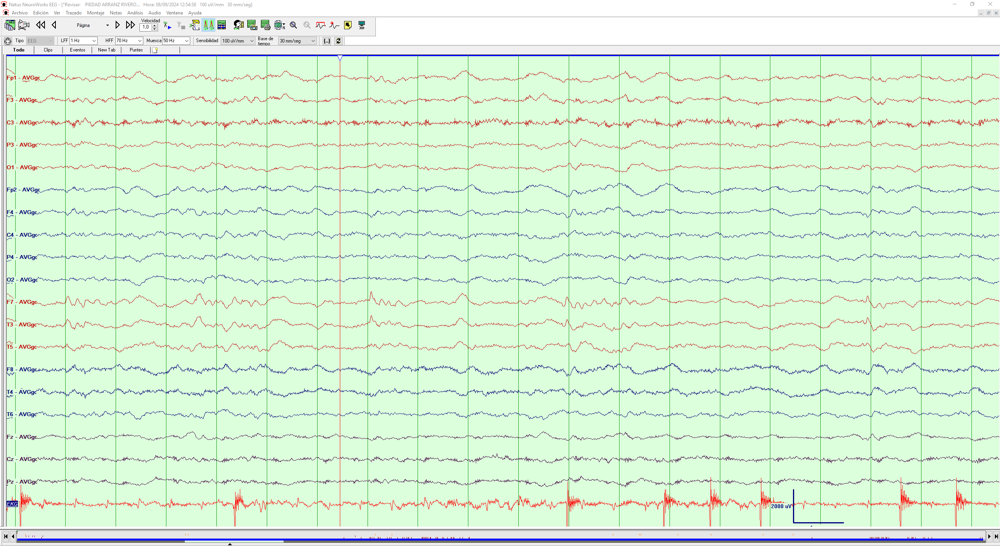 Natus NeuroWorks EEG - [*Revisar: PIEDAD ARRANZ RIVERO... Hora: 08/09/2024 12:54:58 100 uV/mm 30 mm/seg]
Archivo Edición Ver Trazado Montaje Notas Análisis Audio Ventana Ayuda
Página Velocidad 1,0
Tipo EEG LFF 1 Hz HFF 70 Hz Muesca 50 Hz Sensibilidad 100 uV/mm Base de tiempo 30 mm/seg {..}
Todo Clips Eventos New Tab Puntes
Fp1 - AVGgc
F3 - AVGgc
C3 - AVGgc
P3 - AVGgc
O1 - AVGgc
Fp2 - AVGgc
F4 - AVGgc
C4 - AVGgc
P4 - AVGgc
O2 - AVGgc
F7 - AVGgc
T3 - AVGgc
T5 - AVGgc
F8 - AVGgc
T4 - AVGgc
T6 - AVGgc
Fz - AVGgc
Cz - AVGgc
Pz - AVGgc
EKG
2000 uV